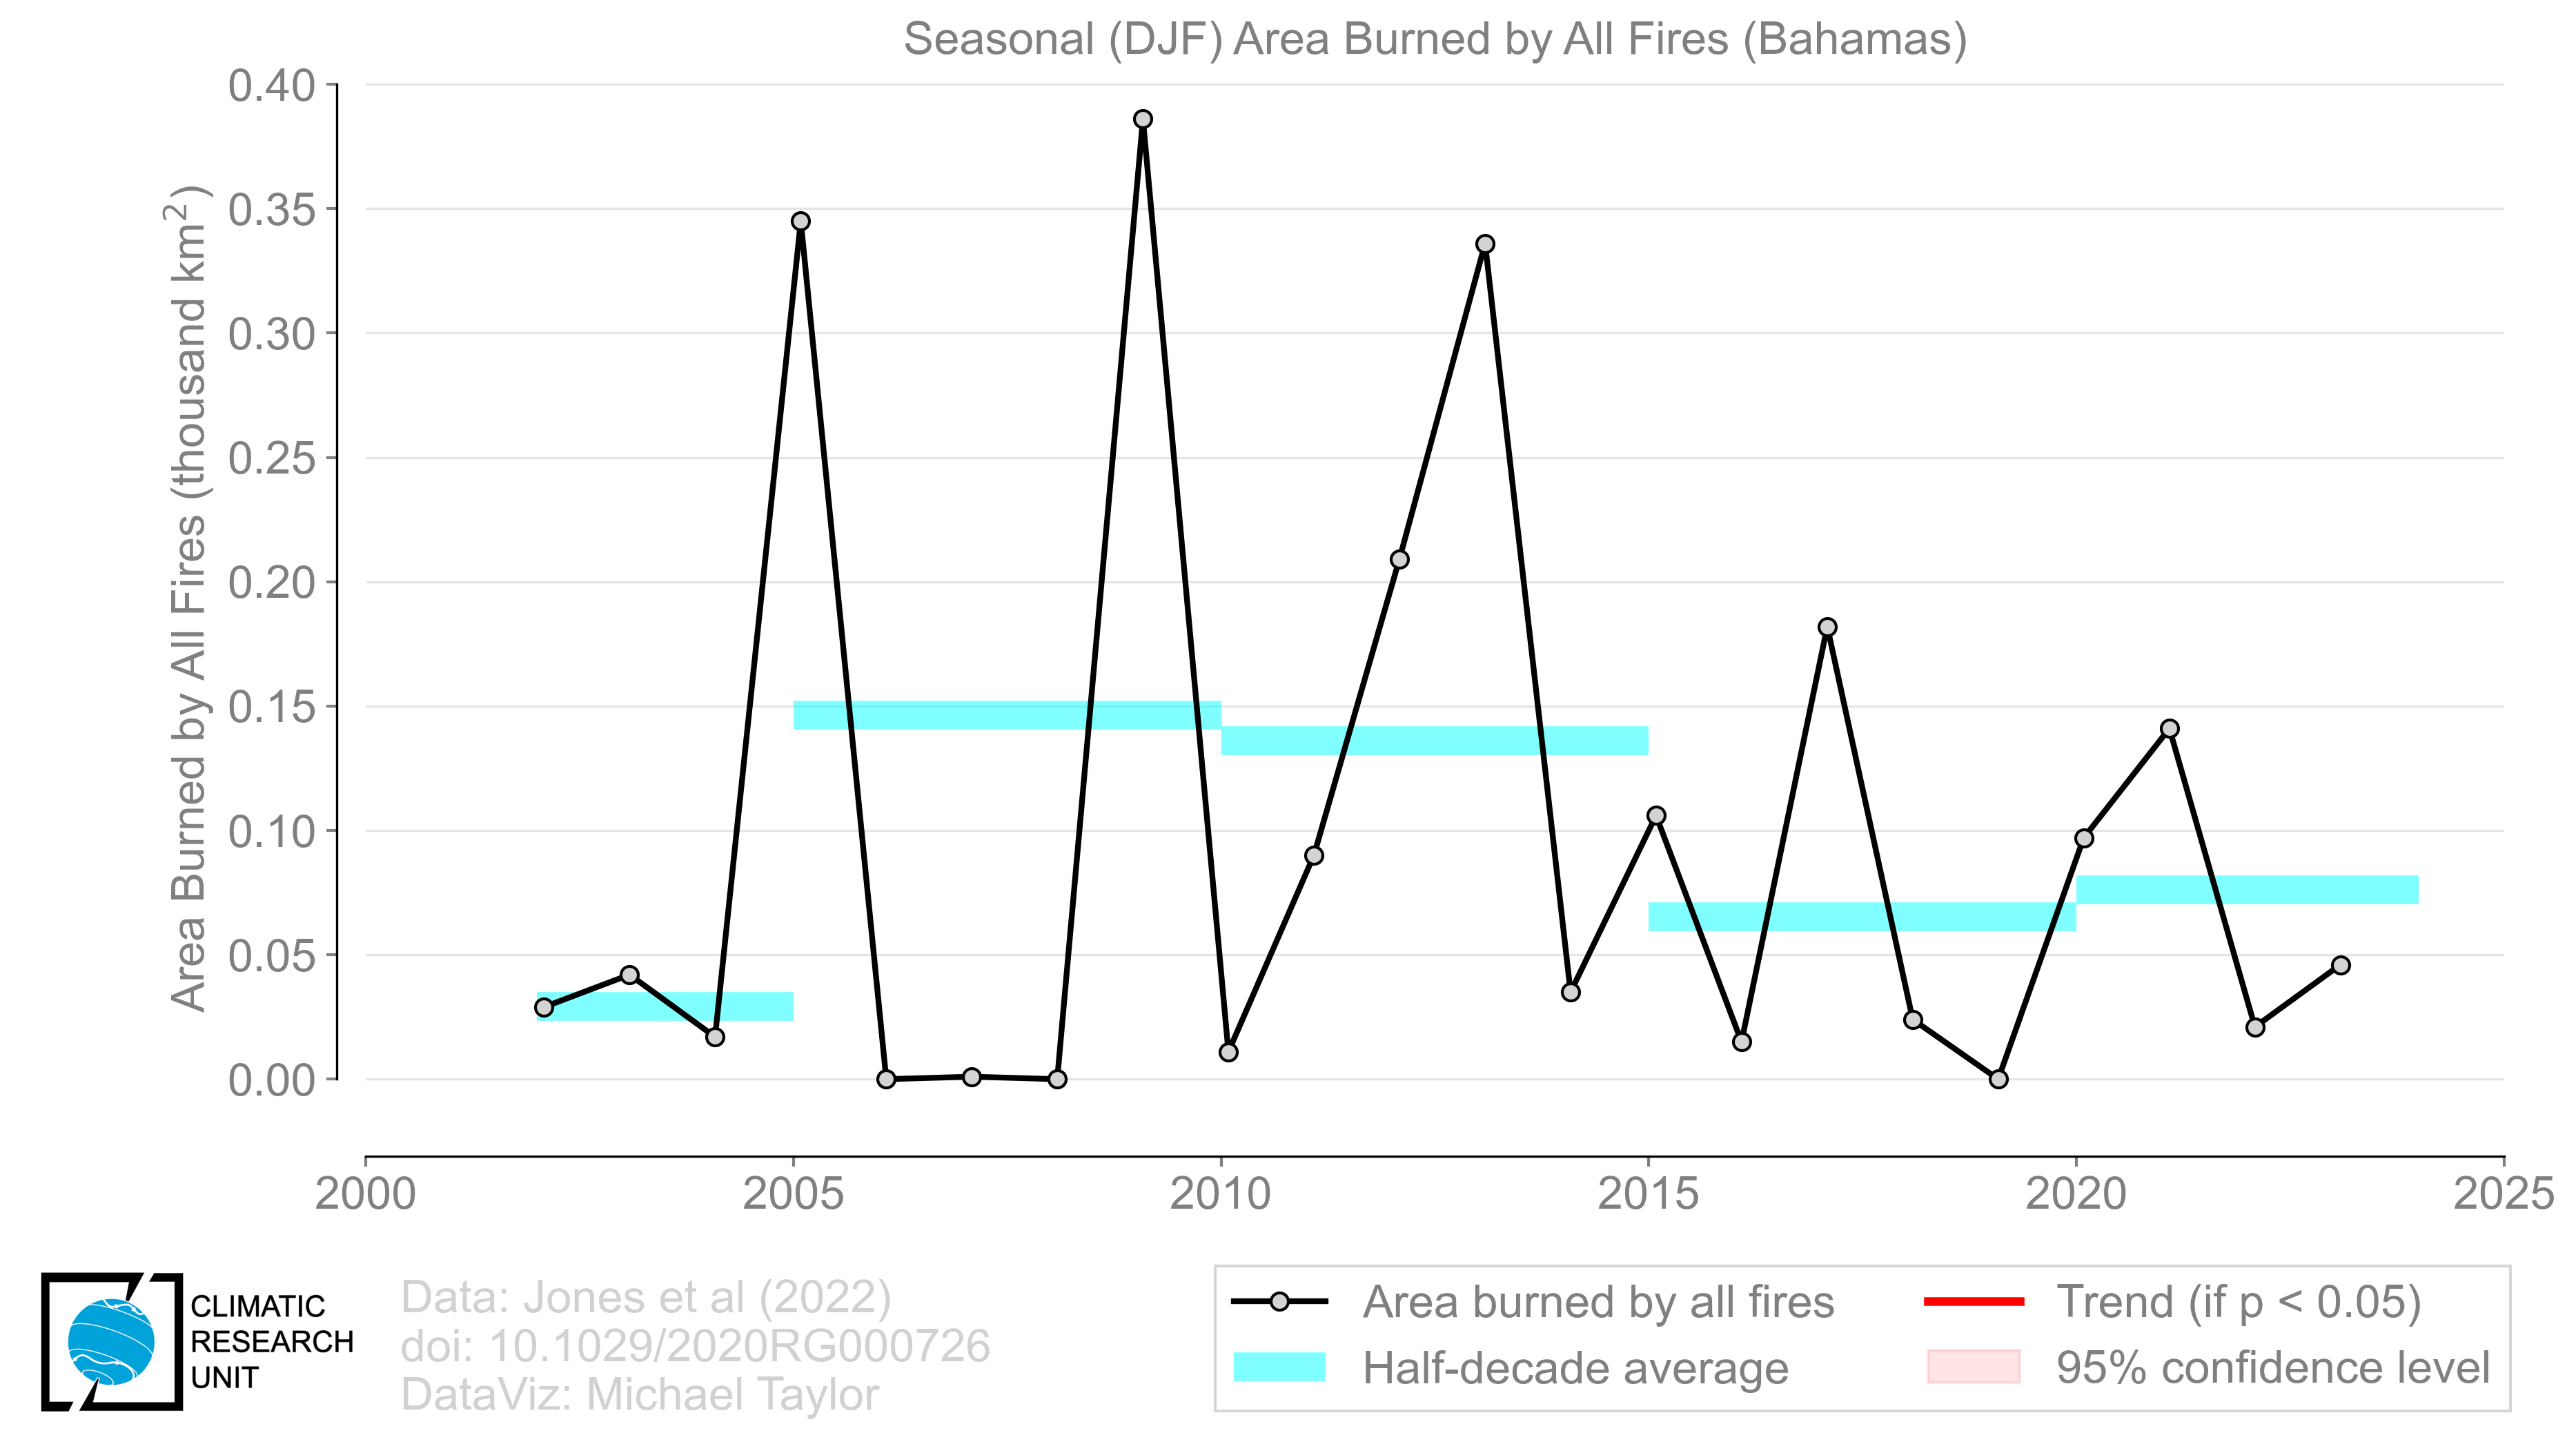 Seasonal (DJF) Area Burned by All Fires (Bahamas)
Area Burned by All Fires (thousand km²)
0.40
0.35
0.30
0.25
0.20
0.15
0.10
0.05
0.00
2000 2005 2010 2015 2020 2025
CLIMATIC
RESEARCH
UNIT
Data: Jones et al (2022)
doi: 10.1029/2020RG000726
DataViz: Michael Taylor
Area burned by all fires
Half-decade average
Trend (if p < 0.05)
95% confidence level